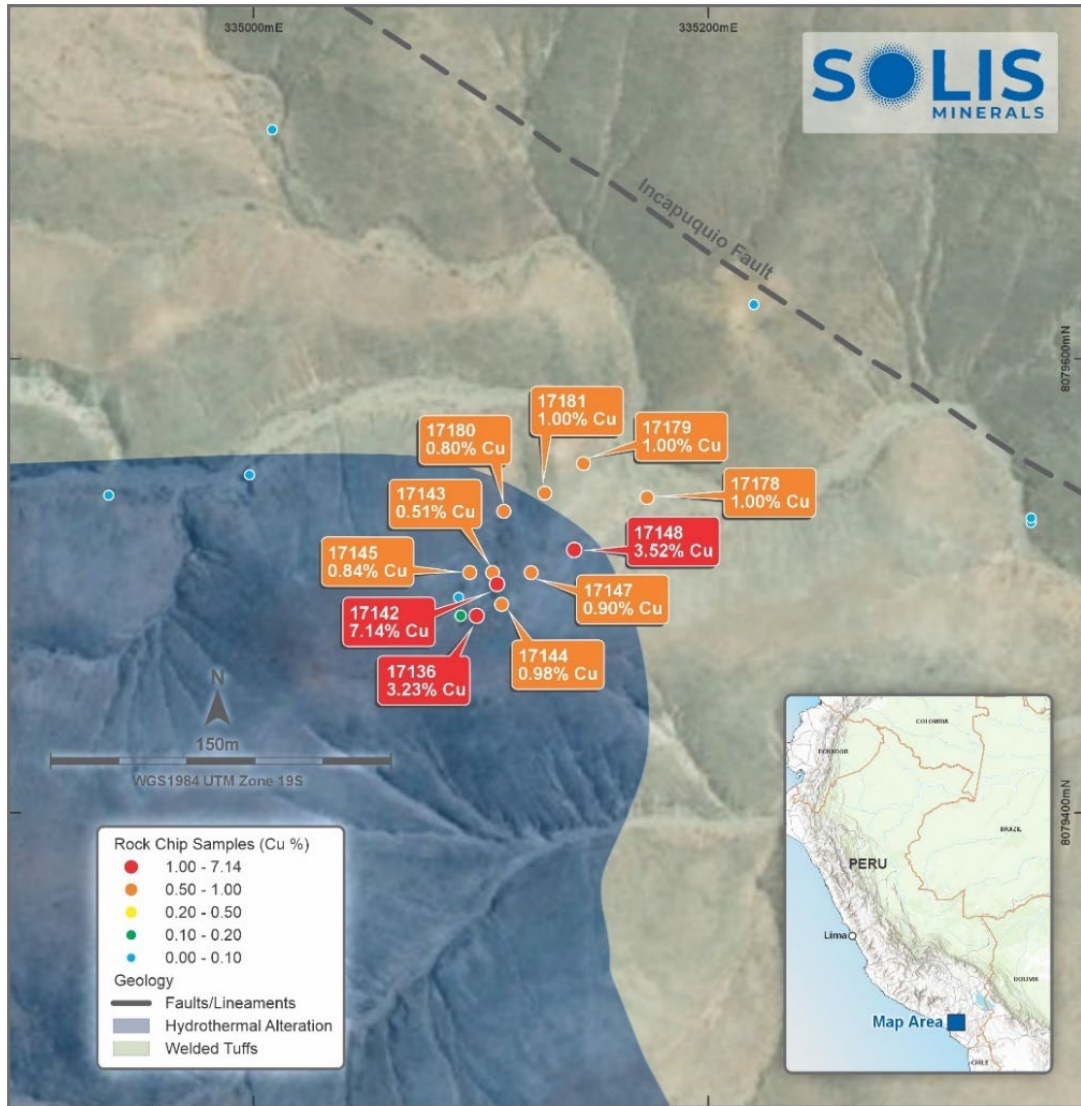 335000mE
335200mE
SOLIS
MINERALS
Incapuquio Fault
8079600mN
17181
1.00% Cu
17180
0.80% Cu
17179
1.00% Cu
17143
0.51% Cu
17178
1.00% Cu
17148
3.52% Cu
17145
0.84% Cu
17147
0.90% Cu
17142
7.14% Cu
17144
0.98% Cu
17136
3.23% Cu
N
150m
WGS1984 UTM Zone 19S
8079400mN
Rock Chip Samples (Cu %)
1.00 - 7.14
0.50 - 1.00
0.20 - 0.50
0.10 - 0.20
0.00 - 0.10
Geology
Faults/Lineaments
Hydrothermal Alteration
Welded Tuffs
COLOMBIA
ECUADOR
BRAZIL
PERU
Lima
BOLIVIA
Map Area
CHILE